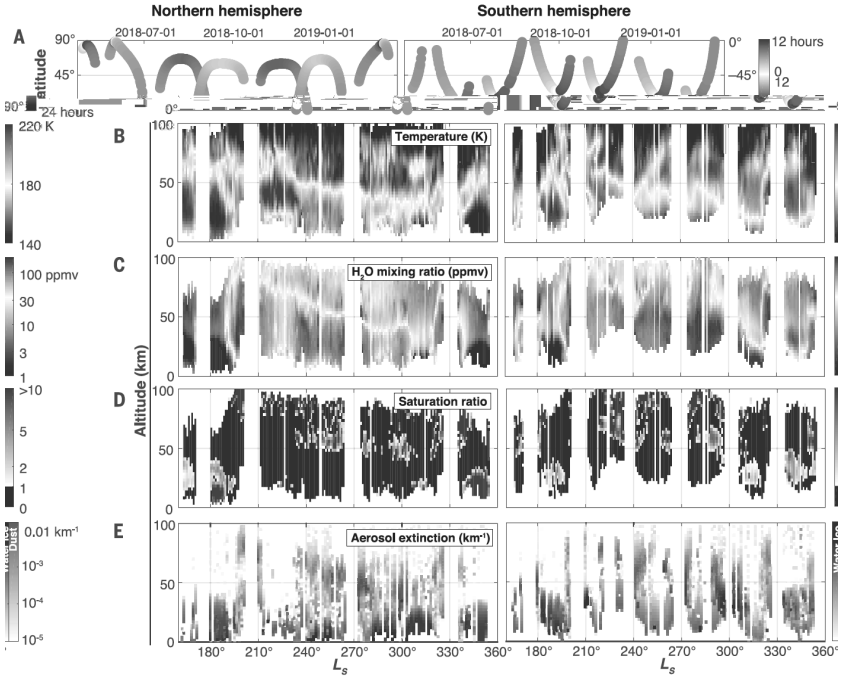 Northern hemisphere Southern hemisphere
A
2018-07-01 2018-10-01 2019-01-01 2018-07-01 2018-10-01 2019-01-01
90° 0° 12 hours
45° −45° 0
12
90° 24 hours 0°
220 K B 100 Temperature (K)
180 50
140 0
C 100 H₂O mixing ratio (ppmv)
100 ppmv
30 50
10
3
1 0
Altitude (km)
>10 D 100 Saturation ratio
5 50
2
1
0 0
E 100 Aerosol extinction (km⁻¹)
Dust 0.01 km⁻¹
10⁻³ 50
10⁻⁴
10⁻⁵ 0
Water Ice
180° 210° 240° 270° 300° 330° 360° 180° 210° 240° 270° 300° 330° 360°
Ls Ls